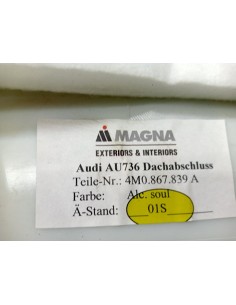 MAGNA
EXTERIORS & INTERIORS
Audi AU736 Dachabschluss
Teile-Nr.: 4M0.867.839 A
Farbe: Alc. soul
Ä-Stand: 01S